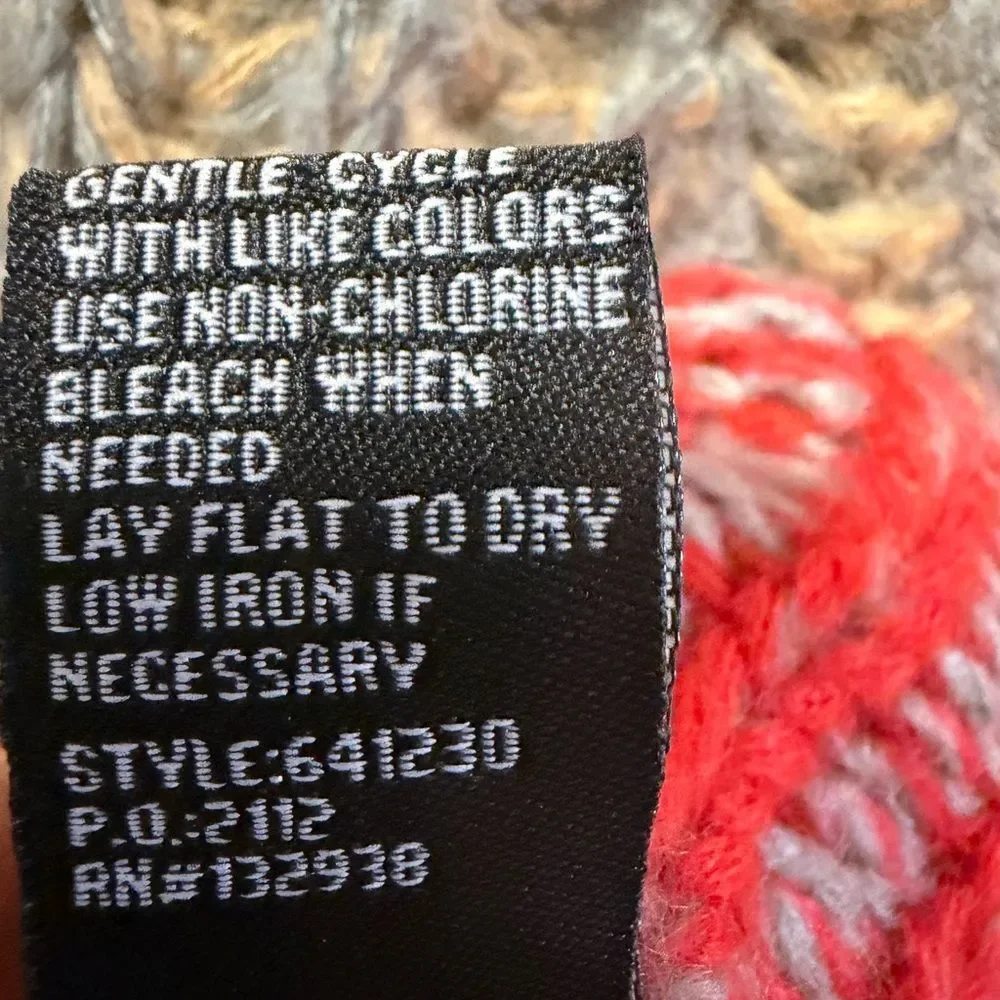 GENTLE CYCLE
WITH LIKE COLORS
USE NON-CHLORINE
BLEACH WHEN
NEEDED
LAY FLAT TO DRY
LOW IRON IF
NECESSARY
STYLE:641230
P.O.:2112
RN#132938